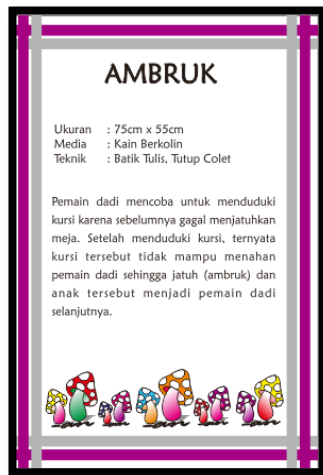 AMBRUK
Ukuran : 75cm x 55cm
Media : Kain Berkolin
Teknik : Batik Tulis, Tutup Colet
Pemain dadi mencoba untuk menduduki
kursi karena sebelumnya gagal menjatuhkan
meja. Setelah menduduki kursi, ternyata
kursi tersebut tidak mampu menahan
pemain dadi sehingga jatuh (ambruk) dan
anak tersebut menjadi pemain dadi
selanjutnya.